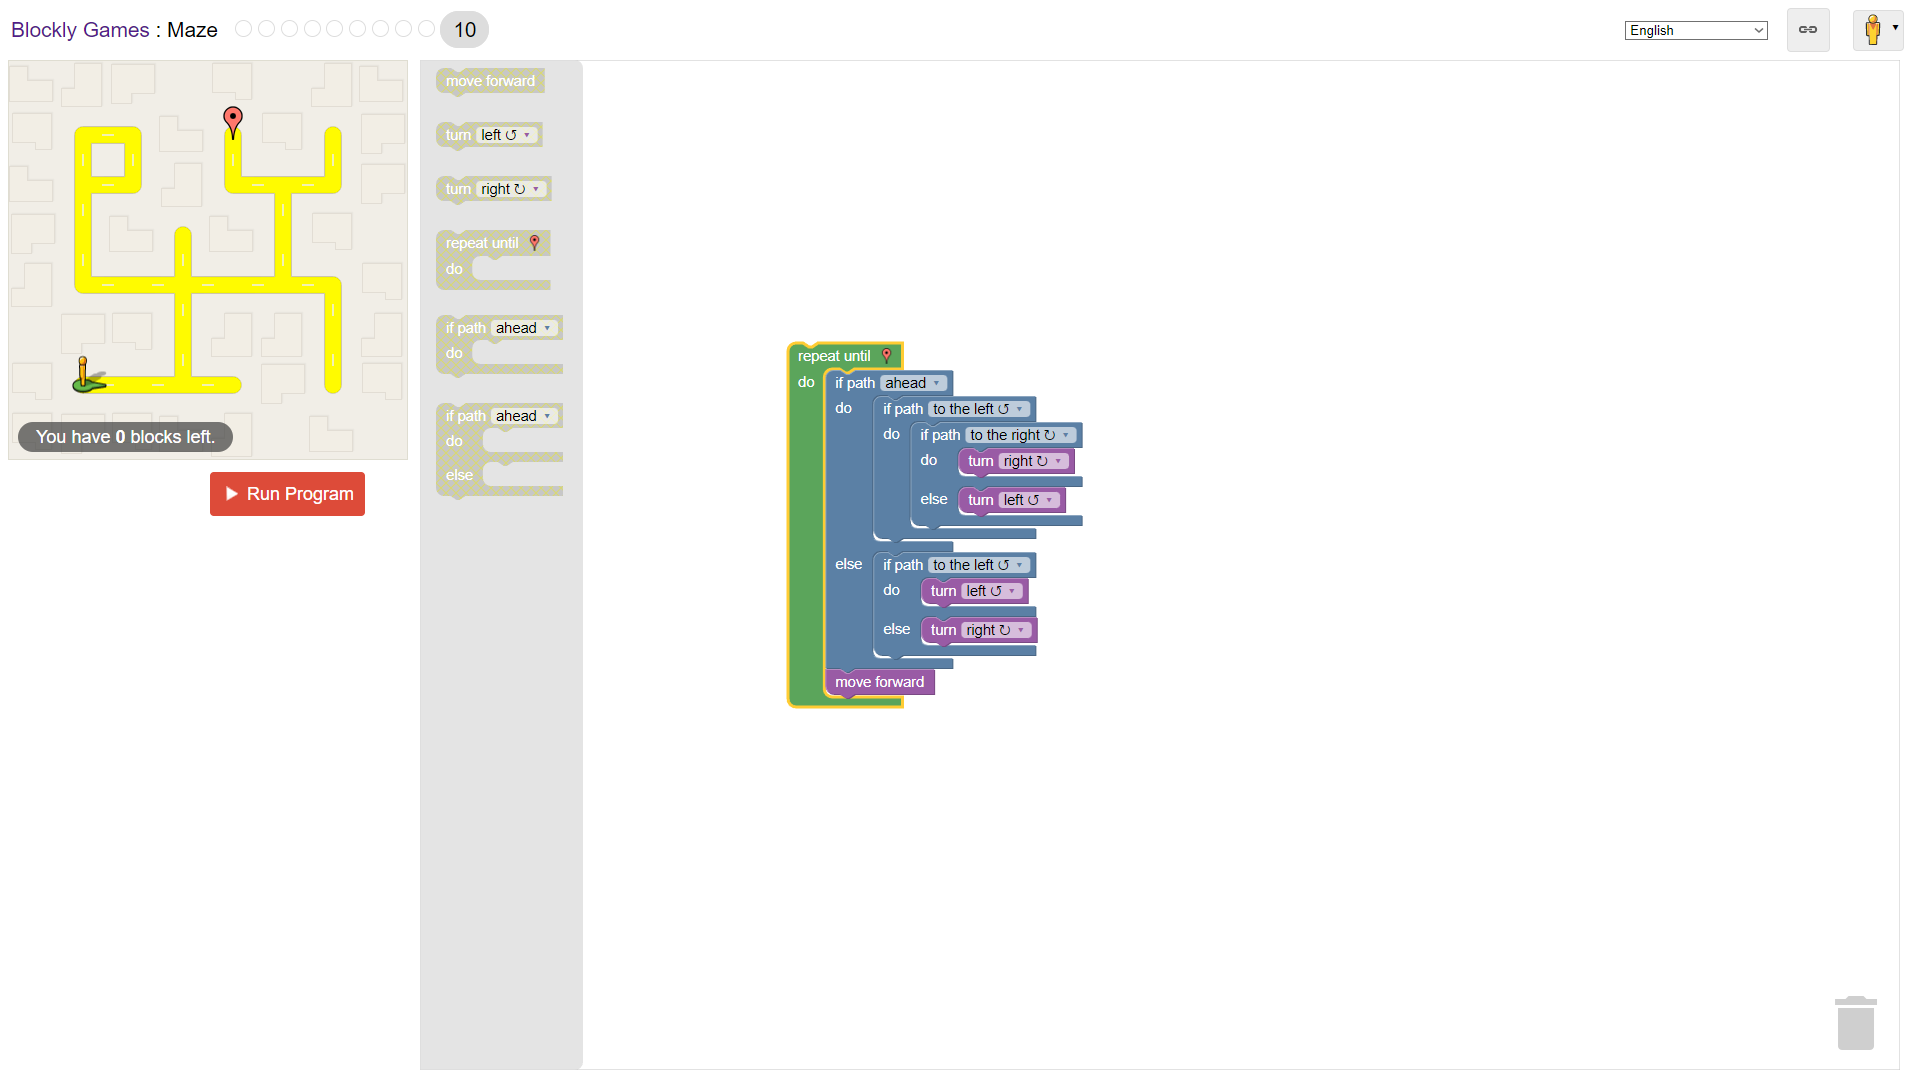 Blockly Games : Maze 10
English
You have 0 blocks left.
Run Program
move forward
turn left ↺
turn right ↻
repeat until
do
if path ahead
do
if path ahead
do
else
repeat until
do if path ahead
do if path to the left ↺
do if path to the right ↻
do turn right ↻
else turn left ↺
else if path to the left ↺
do turn left ↺
else turn right ↻
move forward